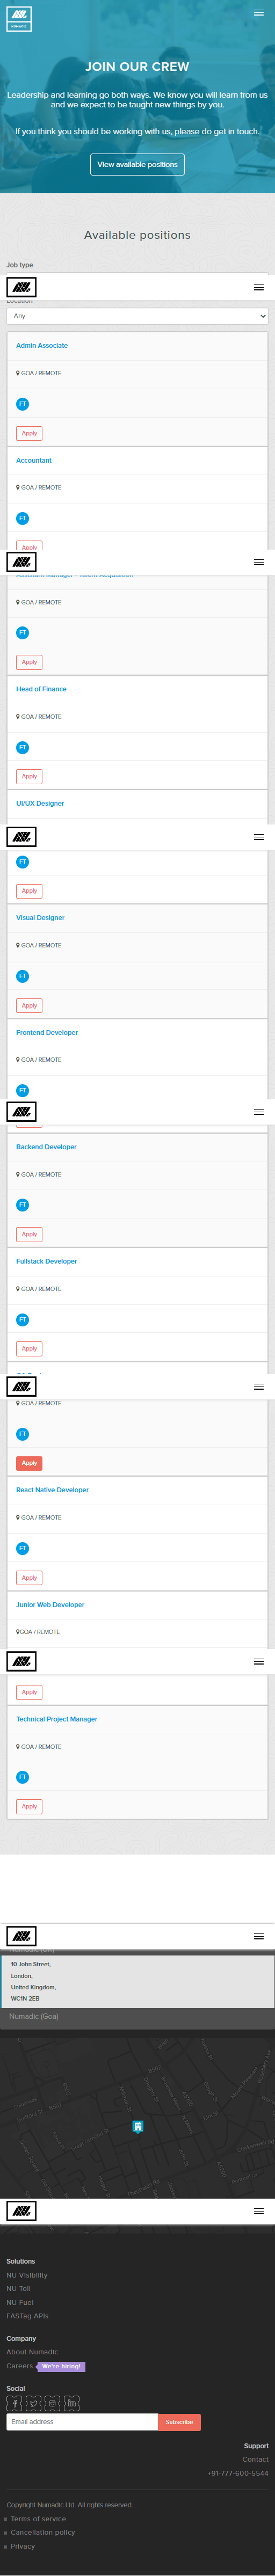 NUMADIC
JOIN OUR CREW
Leadership and learning go both ways. We know you will learn from us
and we expect to be taught new things by you.
If you think you should be working with us, please do get in touch.
View available positions
Available positions
Job type
Location
Any
Admin Associate
GOA / REMOTE
FT
Apply
Accountant
GOA / REMOTE
FT
Apply
Assistant Manager - Talent Acquisition
GOA / REMOTE
FT
Apply
Head of Finance
GOA / REMOTE
FT
Apply
UI/UX Designer
FT
Apply
Visual Designer
GOA / REMOTE
FT
Apply
Frontend Developer
GOA / REMOTE
FT
Backend Developer
GOA / REMOTE
FT
Apply
Fullstack Developer
GOA / REMOTE
FT
Apply
GOA / REMOTE
FT
Apply
React Native Developer
GOA / REMOTE
FT
Apply
Junior Web Developer
GOA / REMOTE
Apply
Technical Project Manager
GOA / REMOTE
FT
Apply
Numadic (UK)
10 John Street,
London,
United Kingdom,
WC1N 2EB
Numadic (Goa)
Solutions
NU Visibility
NU Toll
NU Fuel
FASTag APIs
Company
About Numadic
Careers We're hiring!
Social
Email address Subscribe
Support
Contact
+91-777-600-5544
Copyright Numadic Ltd. All rights reserved.
Terms of service
Cancellation policy
Privacy